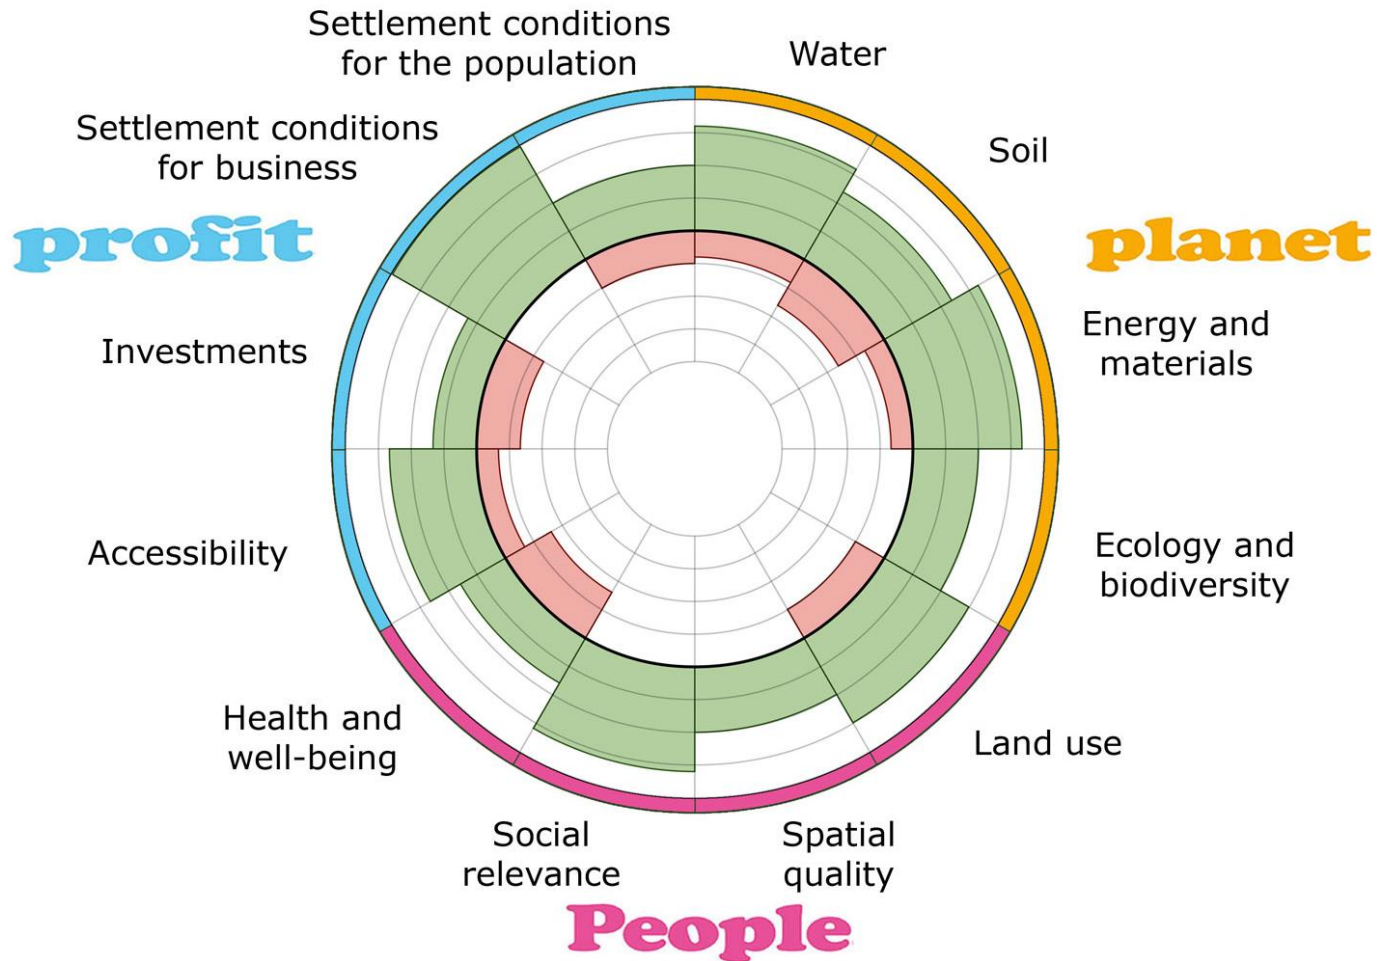 Settlement conditions
for the population
Water
Settlement conditions
for business
Soil
profit
planet
Investments
Energy and
materials
Accessibility
Ecology and
biodiversity
Health and
well-being
Land use
Social
relevance
Spatial
quality
People